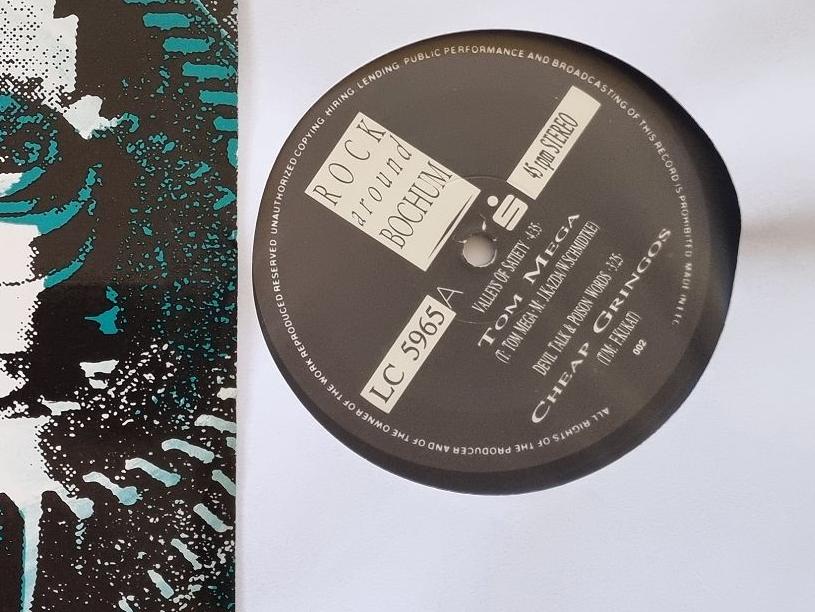 ROCK
around
BOCHUM
45 rpm STEREO
LC 5965
A
VALLEYS OF SATIETY 4:35
TOM MEGA
(T: TOM MEGA M: J.KAZDA/W.SCHMIDTKE)
DEVIL TALK & POISON WORDS 3:25
CHEAP GRINGOS
(T/M: F.KUKAT)
002
ALL RIGHTS OF THE PRODUCER AND OF THE OWNER OF THE WORK REPRODUCED RESERVED UNAUTHORIZED COPYING HIRING LENDING PUBLIC PERFORMANCE AND BROADCASTING OF THIS RECORD IS PROHIBITED MADE IN EEC